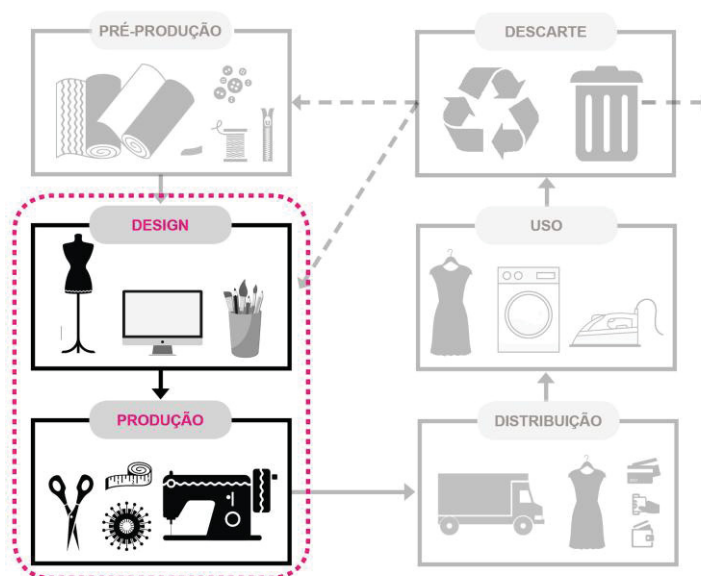 PRÉ-PRODUÇÃO
DESCARTE
DESIGN
USO
PRODUÇÃO
DISTRIBUIÇÃO